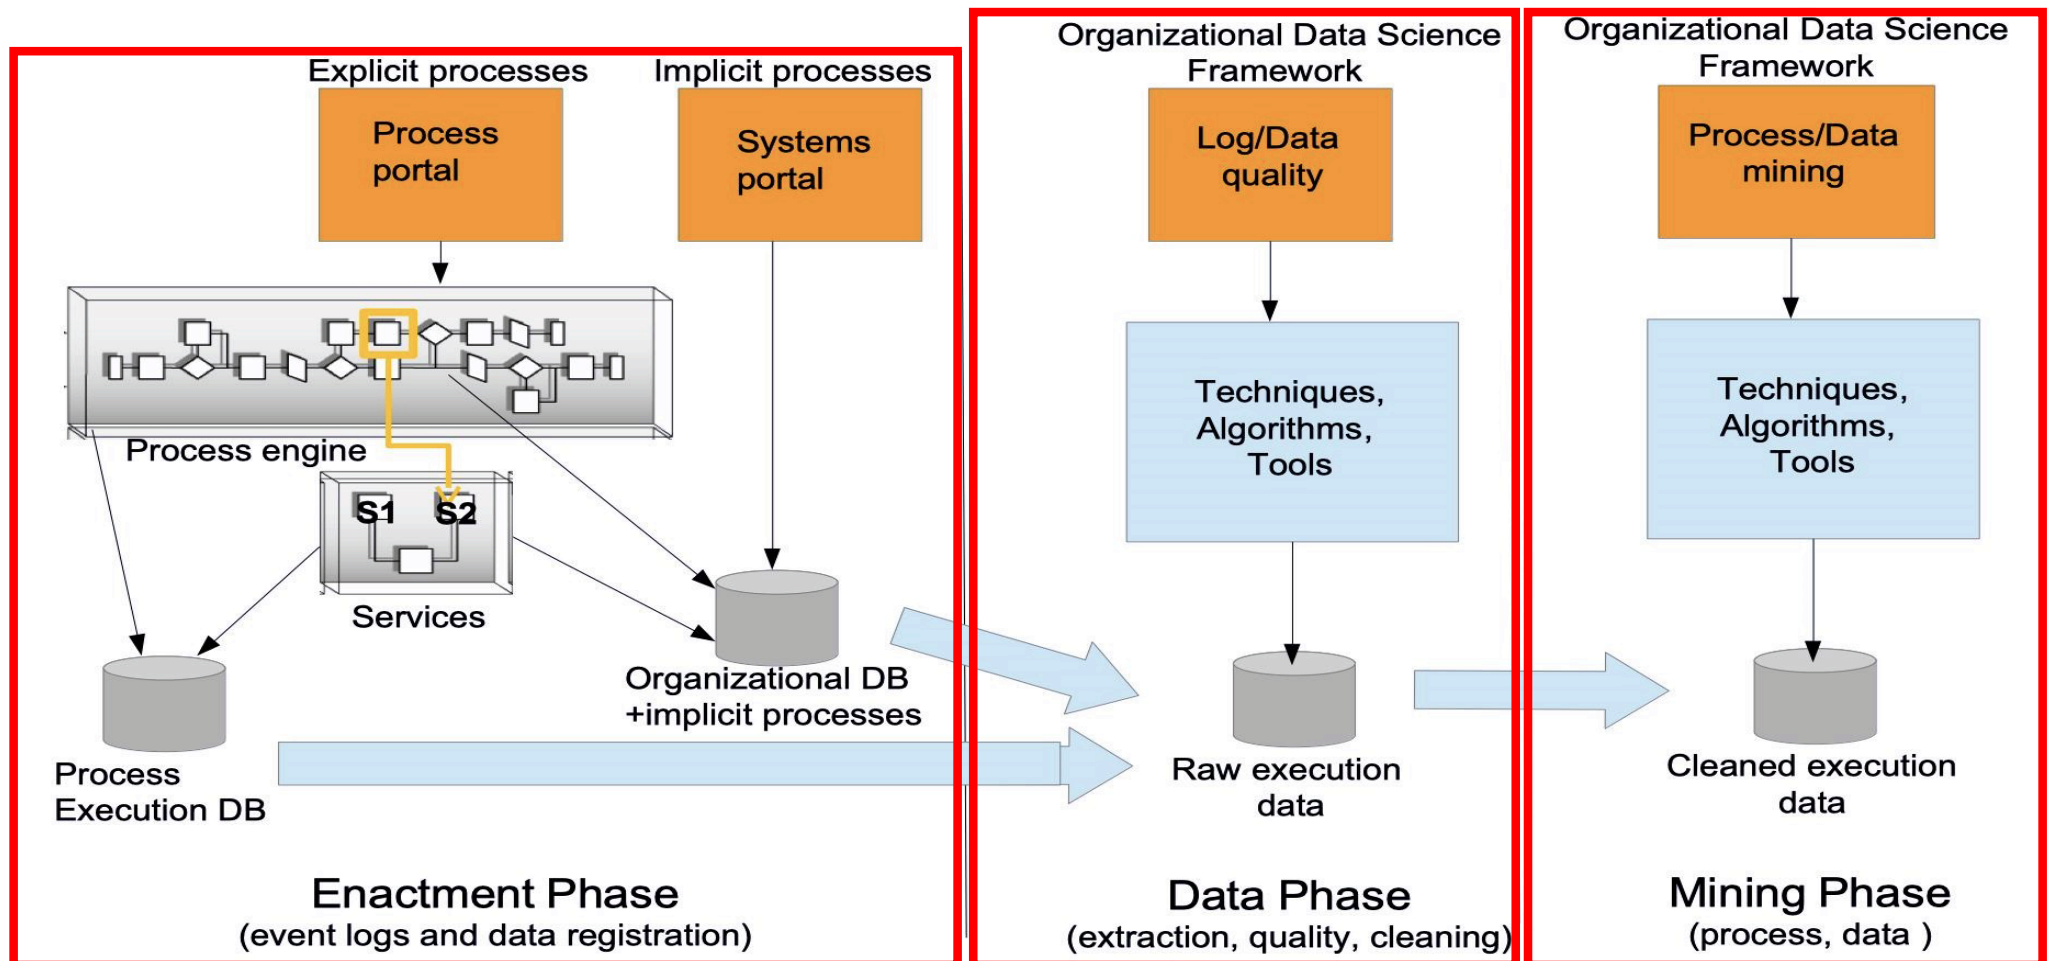 Explicit processes
Implicit processes
Process
portal
Systems
portal
Process engine
S1
S2
Services
Organizational DB
+implicit processes
Process
Execution DB
Enactment Phase
(event logs and data registration)
Organizational Data Science
Framework
Log/Data
quality
Techniques,
Algorithms,
Tools
Raw execution
data
Data Phase
(extraction, quality, cleaning)
Organizational Data Science
Framework
Process/Data
mining
Techniques,
Algorithms,
Tools
Cleaned execution
data
Mining Phase
(process, data )